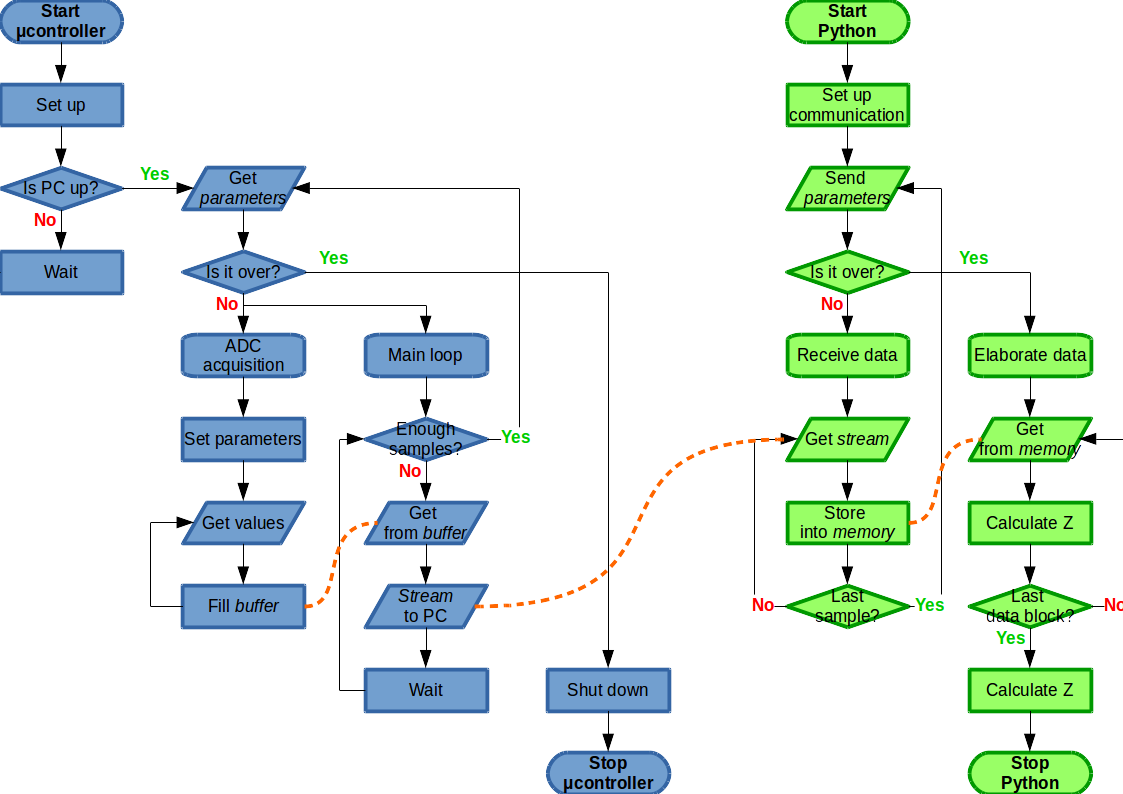 Start
µcontroller
Set up
Is PC up?
Yes
No
Wait
Get
parameters
Is it over?
Yes
No
ADC
acquisition
Set parameters
Get values
Fill buffer
Main loop
Enough
samples?
Yes
No
Get
from buffer
Stream
to PC
Wait
Shut down
Stop
µcontroller
Start
Python
Set up
communication
Send
parameters
Is it over?
Yes
No
Receive data
Get stream
Store
into memory
Last
sample?
No
Yes
Elaborate data
Get
from memory
Calculate Z
Last
data block?
No
Yes
Calculate Z
Stop
Python